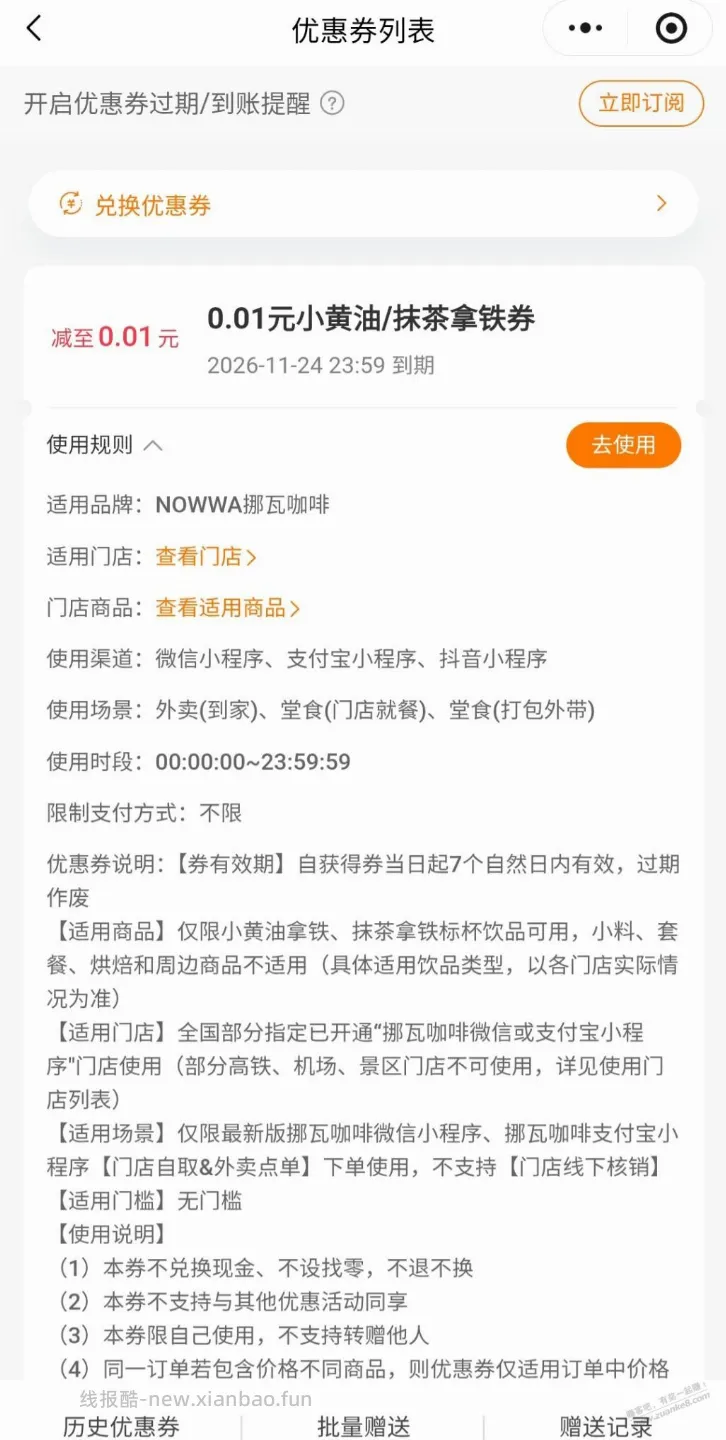 优惠券列表
开启优惠券过期/到账提醒 ?
立即订阅
兑换优惠券
0.01元小黄油/抹茶拿铁券
减至0.01元
2026-11-24 23:59 到期
使用规则
去使用
适用品牌：NOWWA挪瓦咖啡
适用门店：查看门店
门店商品：查看适用商品
使用渠道：微信小程序、支付宝小程序、抖音小程序
使用场景：外卖(到家)、堂食(门店就餐)、堂食(打包外带)
使用时段：00:00:00~23:59:59
限制支付方式：不限
优惠券说明：【券有效期】自获得券当日起7个自然日内有效，过期
作废
【适用商品】仅限小黄油拿铁、抹茶拿铁标杯饮品可用，小料、套
餐、烘焙和周边商品不适用（具体适用饮品类型，以各门店实际情
况为准）
【适用门店】全国部分指定已开通“挪瓦咖啡微信或支付宝小程
序"门店使用（部分高铁、机场、景区门店不可使用，详见使用门
店列表）
【适用场景】仅限最新版挪瓦咖啡微信小程序、挪瓦咖啡支付宝小
程序【门店自取&外卖点单】下单使用，不支持【门店线下核销】
【适用门槛】无门槛
【使用说明】
（1）本券不兑换现金、不设找零，不退不换
（2）本券不支持与其他优惠活动同享
（3）本券限自己使用，不支持转赠他人
（4）同一订单若包含价格不同商品，则优惠券仅适用订单中价格
线报酷-new.xianbao.fun
历史优惠券
批量赠送
赠送记录